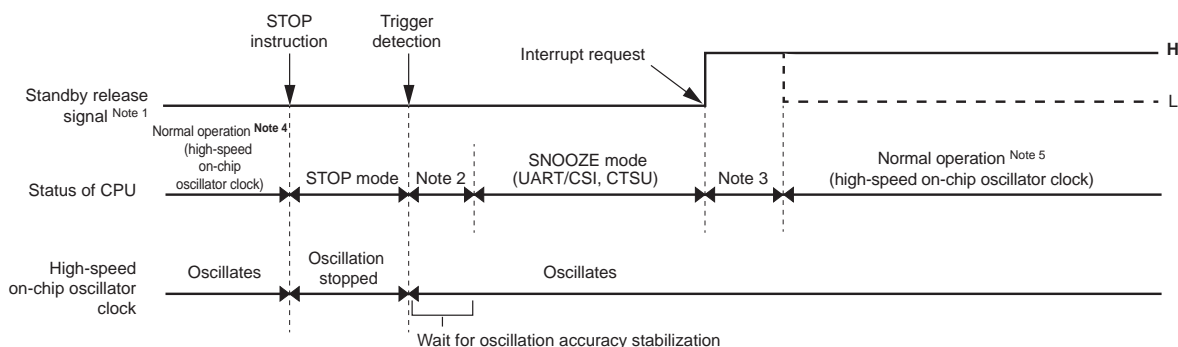 STOP
instruction
Trigger
detection
Interrupt request
H
Standby release
signal Note 1
L
Normal operation Note 4
(high-speed
on-chip
oscillator clock)
Status of CPU
STOP mode
Note 2
SNOOZE mode
(UART/CSI, CTSU)
Note 3
Normal operation Note 5
(high-speed on-chip oscillator clock)
High-speed
on-chip oscillator
clock
Oscillates
Oscillation
stopped
Oscillates
Wait for oscillation accuracy stabilization